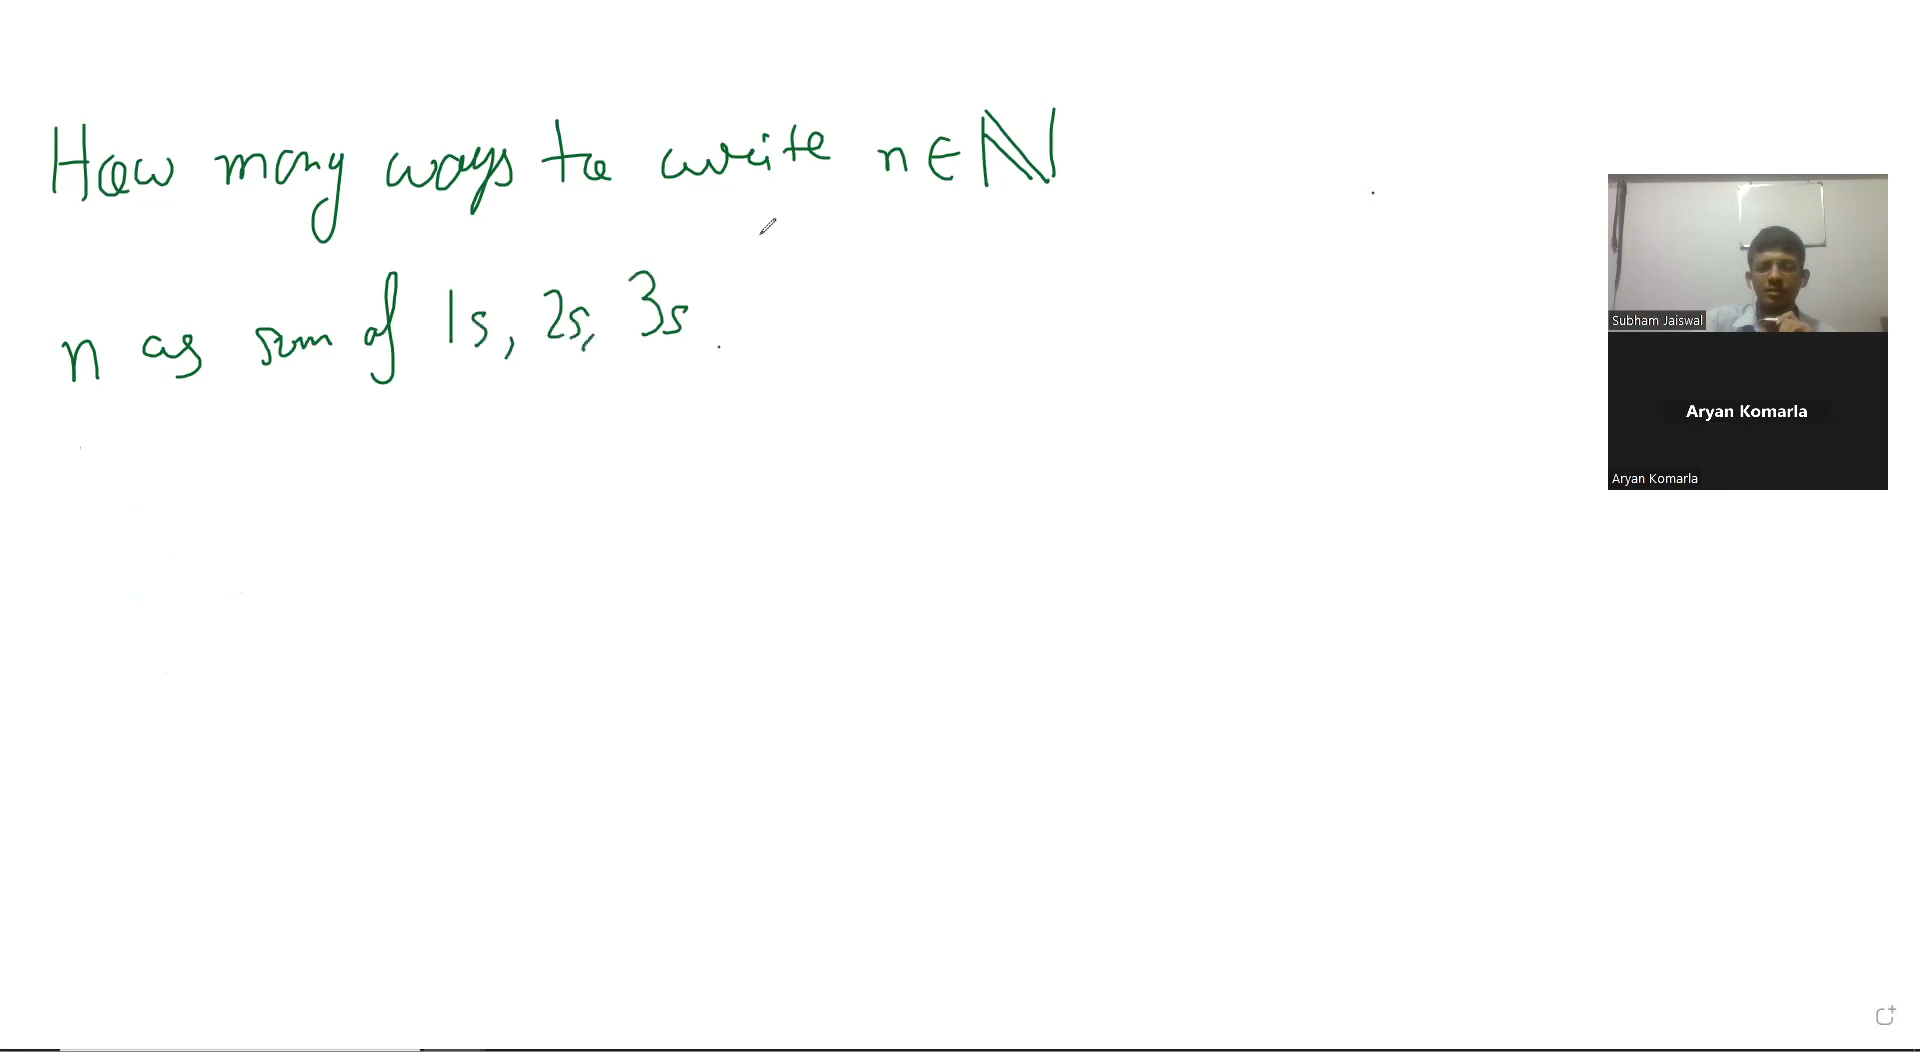 How many ways to write n ∈ ℕ
n as sum of 1s, 2s, 3s.
Subham Jaiswal
Aryan Komarla
Aryan Komarla